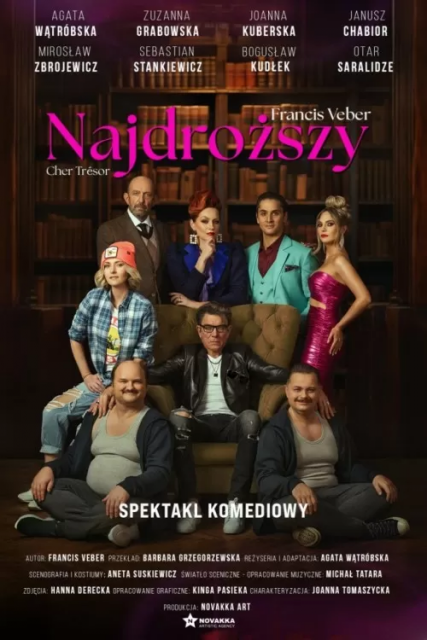 AGATA ZUZANNA JOANNA JANUSZ
WĄTRÓBSKA GRABOWSKA KUBERSKA CHABIOR
MIROSŁAW SEBASTIAN BOGUSŁAW OTAR
ZBROJEWICZ STANKIEWICZ KUDŁEK SARALIDZE
Francis Veber
Najdroższy
Cher Trésor
SPEKTAKL KOMEDIOWY
AUTOR: FRANCIS VEBER PRZEKŁAD: BARBARA GRZEGORZEWSKA REŻYSERIA I ADAPTACJA: AGATA WĄTRÓBSKA
SCENOGRAFIA I KOSTIUMY: ANETA SUSKIEWICZ ŚWIATŁO SCENICZNE - OPRACOWANIE MUZYCZNE: MICHAŁ TATARA
ZDJĘCIA: HANNA DERECKA OPRACOWANIE GRAFICZNE: KINGA PASIEKA CHARAKTERYZACJA: JOANNA TOMASZYCKA
PRODUKCJA: NOVAKKA ART
NOVAKKA
ARTISTIC AGENCY